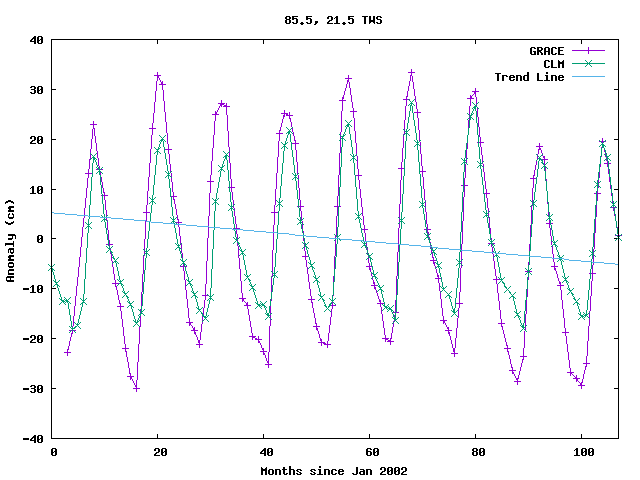 85.5, 21.5 TWS
GRACE
CLM
Trend Line
Anomaly (cm)
40
30
20
10
0
-10
-20
-30
-40
0 20 40 60 80 100
Months since Jan 2002